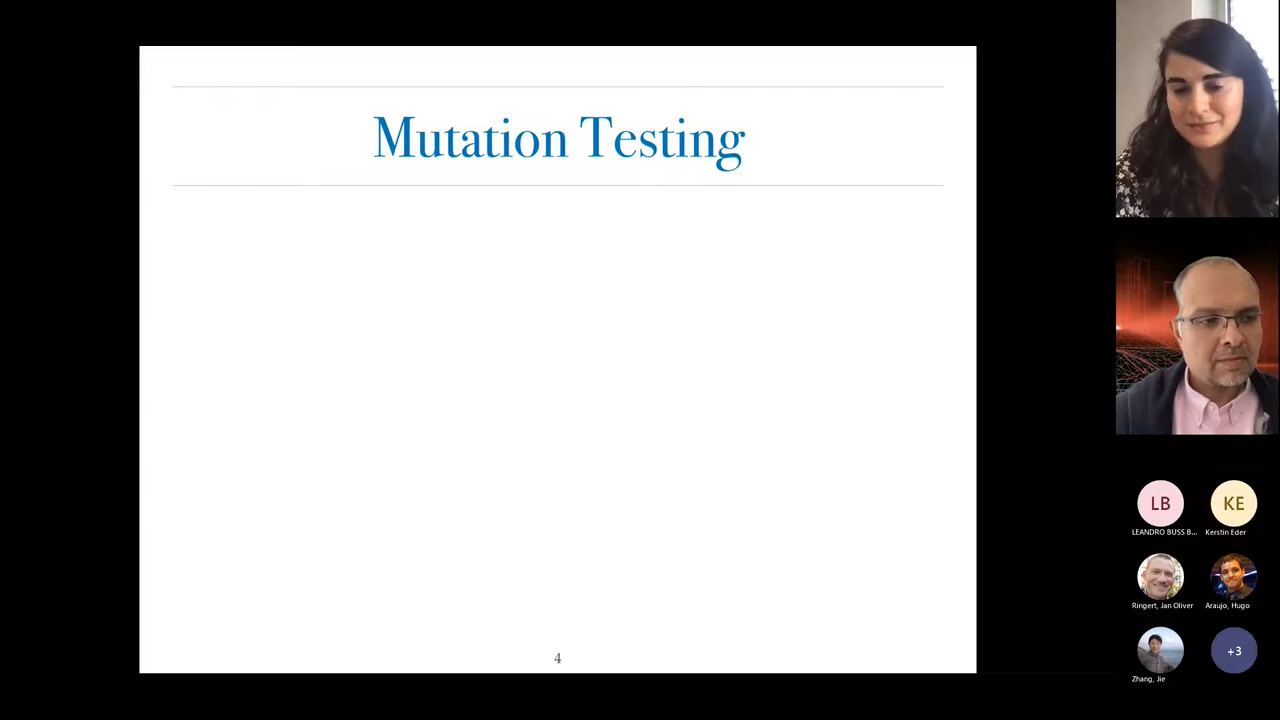 Mutation Testing
4
LB
KE
LEANDRO BUSS B...
Kerstin Eder
Ringert, Jan Oliver
Araujo, Hugo
+3
Zhang, Jie